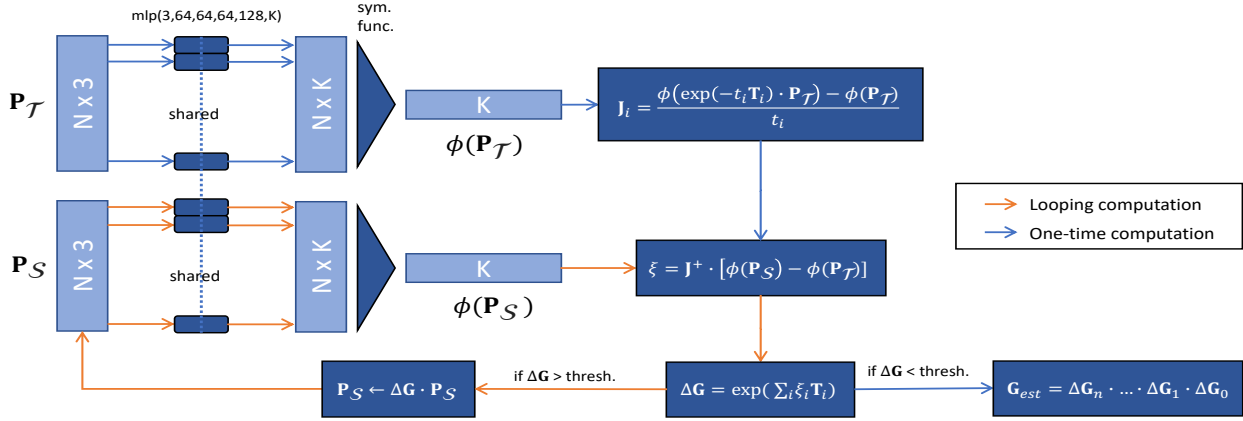 mlp(3,64,64,64,128,K)
sym.
func.
N x 3
N x K
P_𝒯
shared
K
ϕ(P_𝒯)
J_i = (ϕ(exp(−t_i T_i) · P_𝒯) − ϕ(P_𝒯)) / t_i
N x 3
N x K
P_𝒮
shared
K
ϕ(P_𝒮)
ξ = J⁺ · [ϕ(P_𝒮) − ϕ(P_𝒯)]
Looping computation
One-time computation
P_𝒮 ← ΔG · P_𝒮
if ΔG > thresh.
ΔG = exp( ∑_i ξ_i T_i)
if ΔG < thresh.
G_est = ΔG_n · … · ΔG_1 · ΔG_0